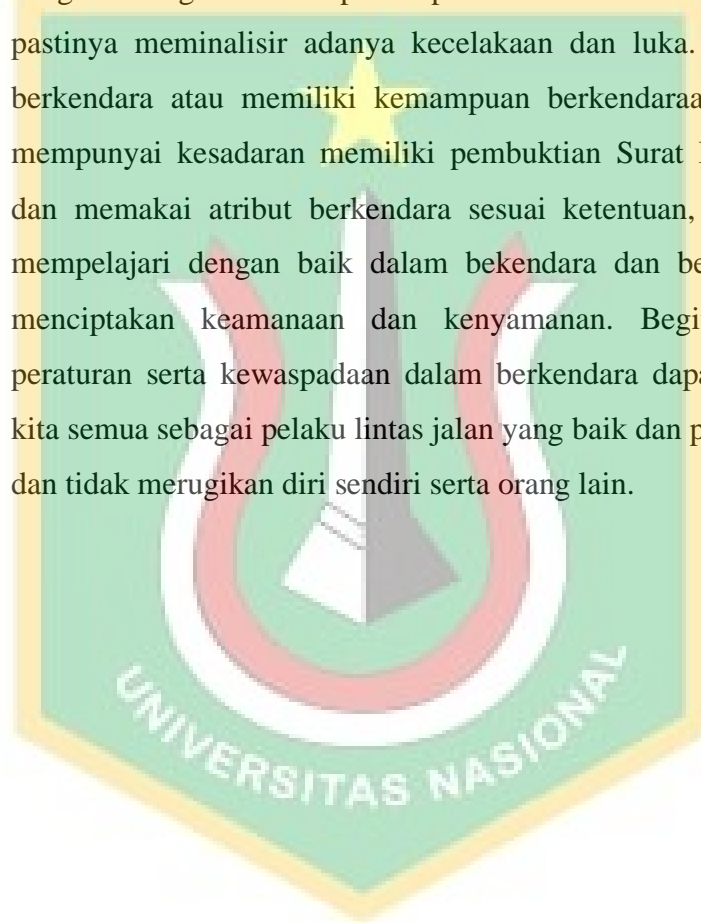 pastinya meminalisir adanya kecelakaan dan luka.
berkendara atau memiliki kemampuan berkendaraa
mempunyai kesadaran memiliki pembuktian Surat
dan memakai atribut berkendara sesuai ketentuan,
mempelajari dengan baik dalam bekendara dan be
menciptakan keamanaan dan kenyamanan. Begi
peraturan serta kewaspadaan dalam berkendara dapa
kita semua sebagai pelaku lintas jalan yang baik dan p
dan tidak merugikan diri sendiri serta orang lain.
UNIVERSITAS NASIONAL